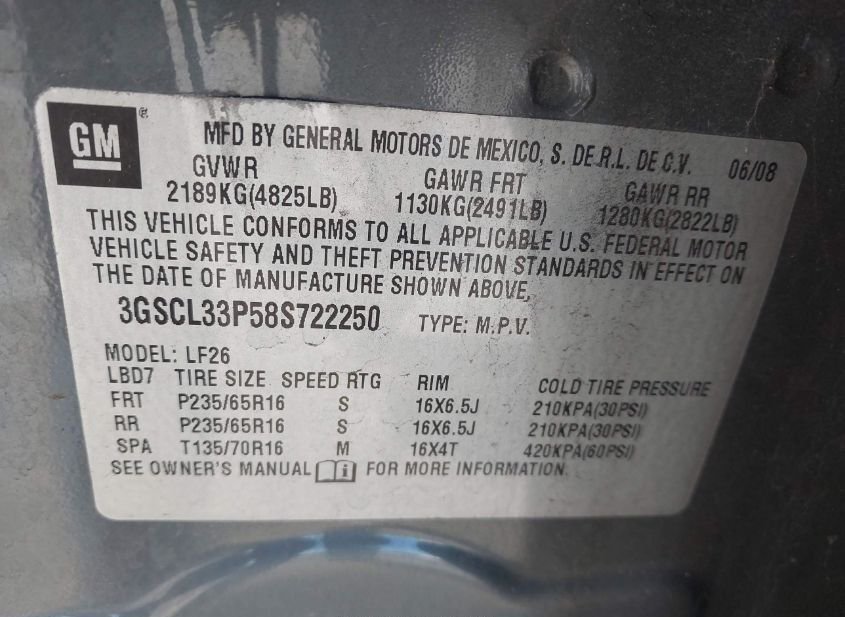 GM ®
MFD BY GENERAL MOTORS DE MEXICO, S. DE R.L. DE C.V. 06/08
GVWR GAWR FRT GAWR RR
2189KG(4825LB) 1130KG(2491LB) 1280KG(2822LB)
THIS VEHICLE CONFORMS TO ALL APPLICABLE U.S. FEDERAL MOTOR
VEHICLE SAFETY AND THEFT PREVENTION STANDARDS IN EFFECT ON
THE DATE OF MANUFACTURE SHOWN ABOVE,
3GSCL33P58S722250 TYPE: M.P.V.
MODEL: LF26
LBD7 TIRE SIZE SPEED RTG RIM COLD TIRE PRESSURE
FRT P235/65R16 S 16X6.5J 210KPA(30PSI)
RR P235/65R16 S 16X6.5J 210KPA(30PSI)
SPA T135/70R16 M 16X4T 420KPA(60PSI)
SEE OWNER'S MANUAL i FOR MORE INFORMATION.